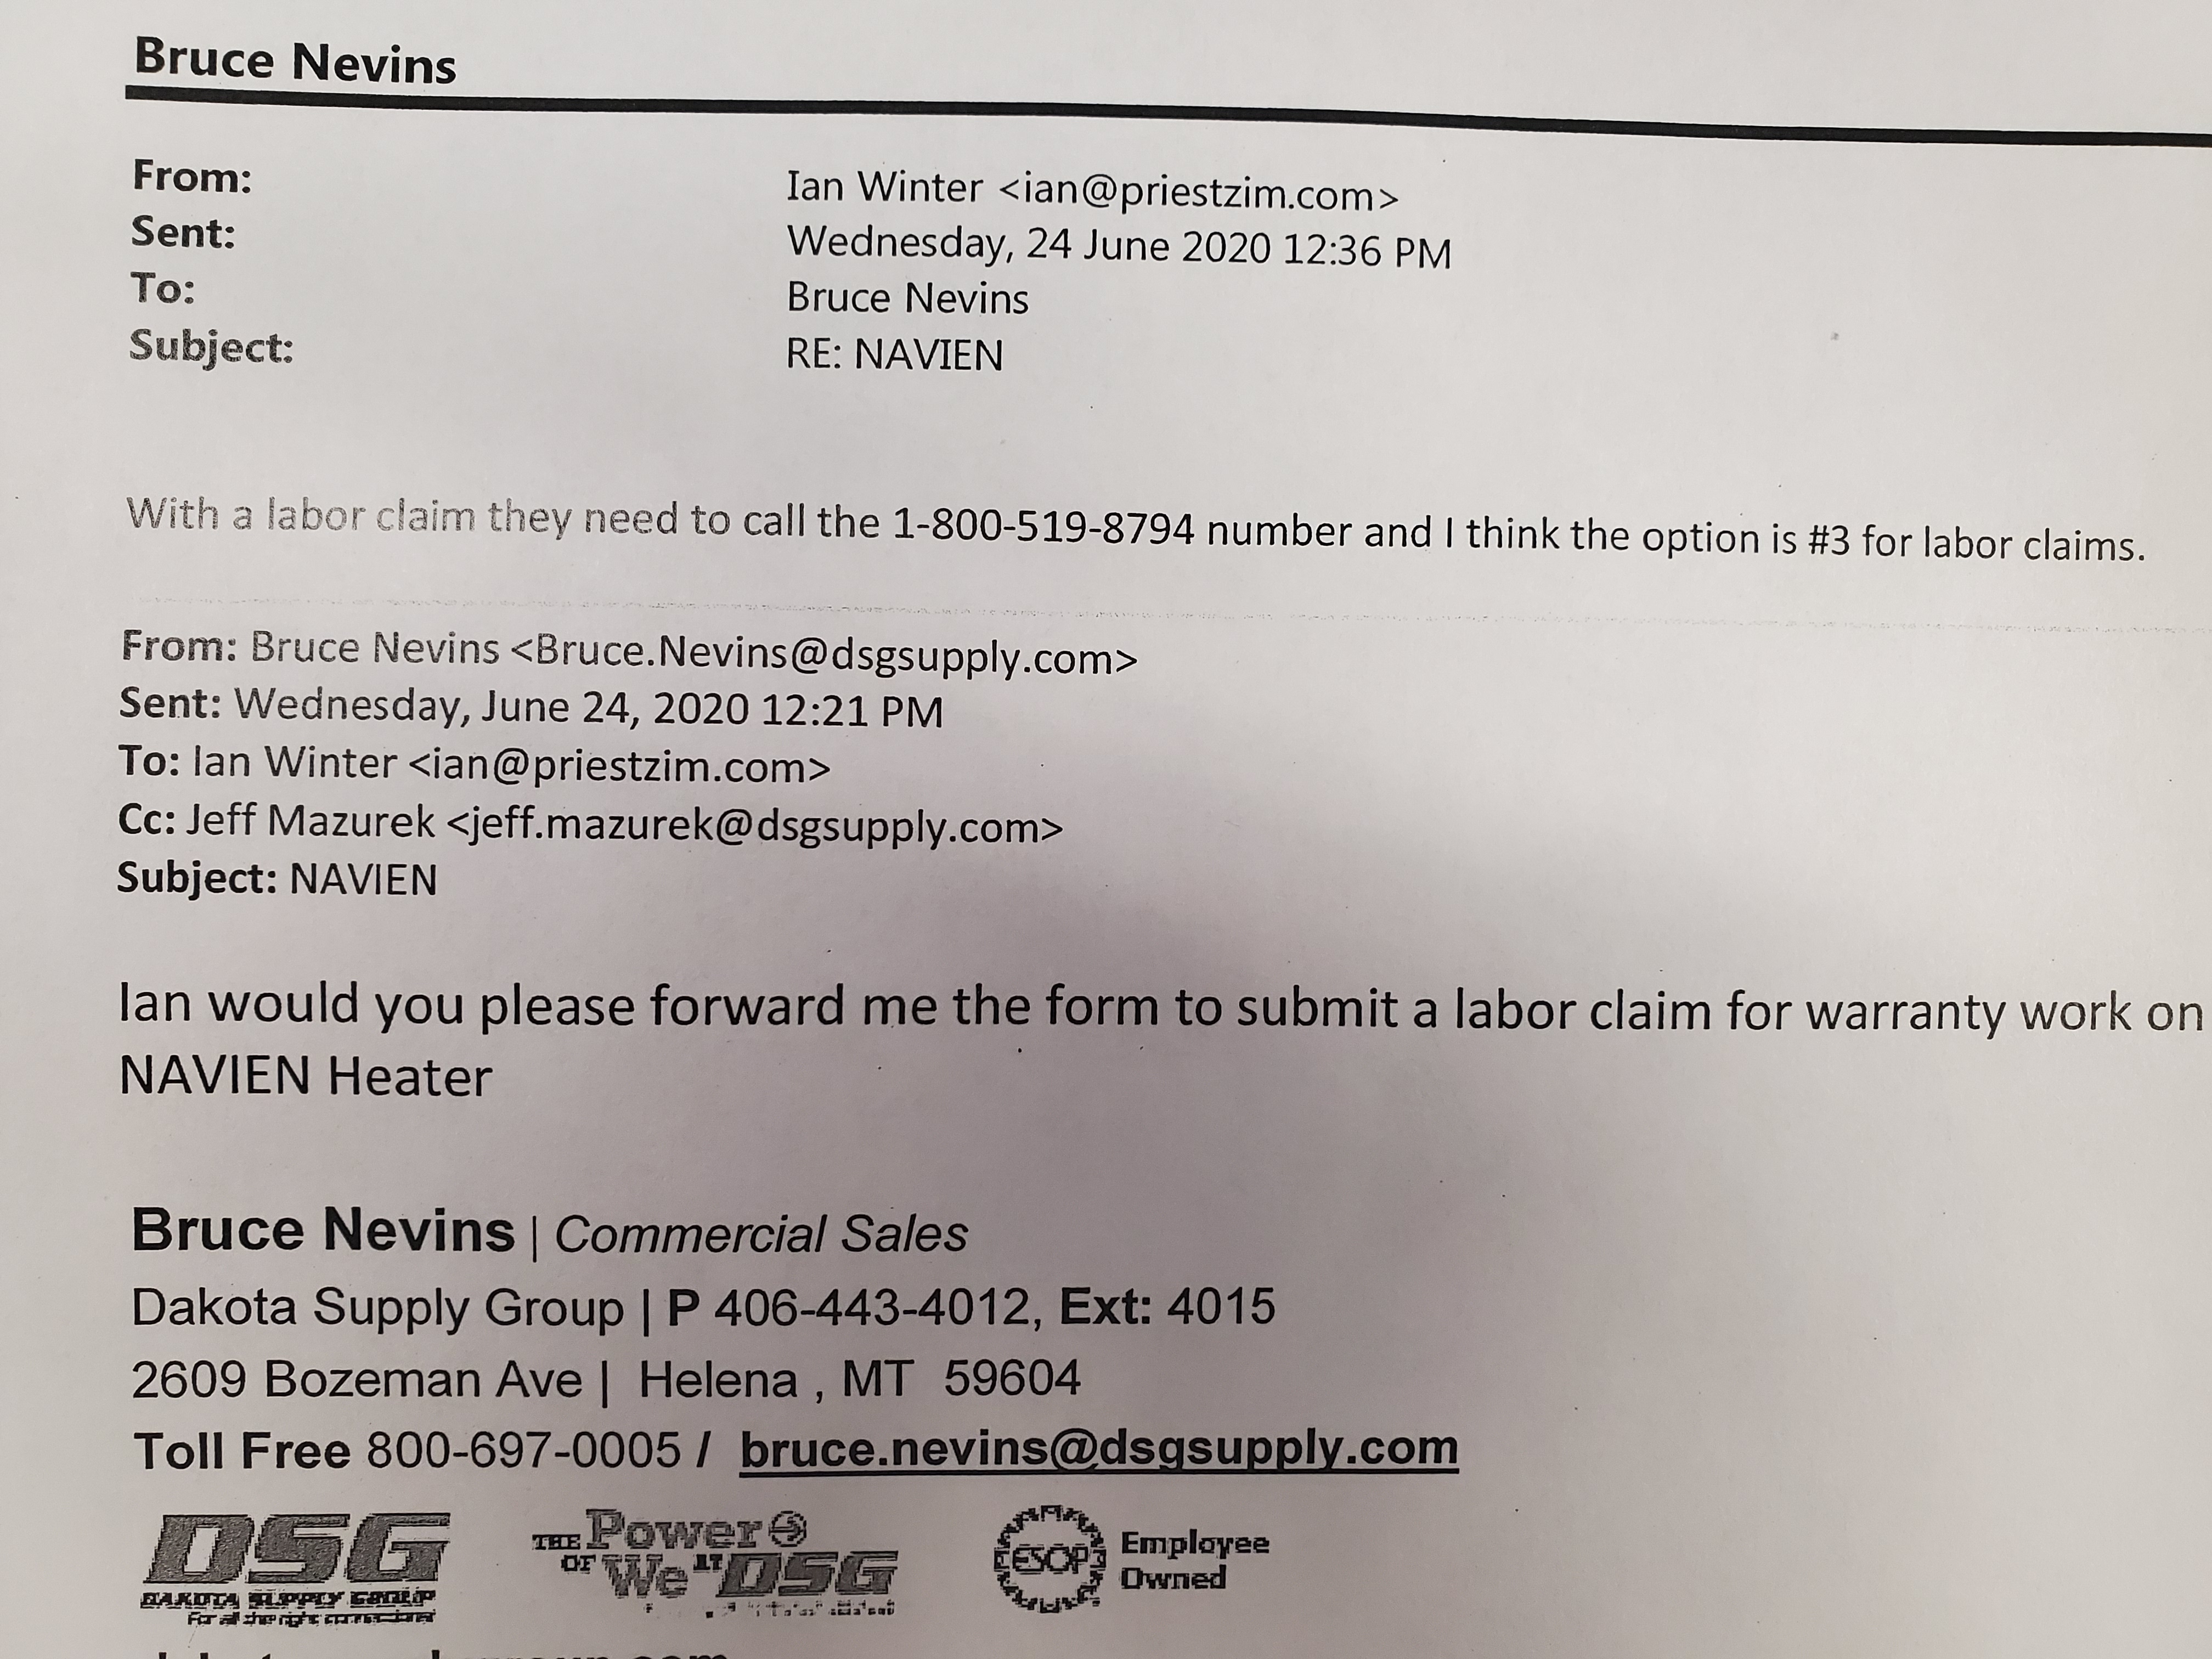 Bruce Nevins
From: Ian Winter <ian@priestzim.com>
Sent: Wednesday, 24 June 2020 12:36 PM
To: Bruce Nevins
Subject: RE: NAVIEN
With a labor claim they need to call the 1-800-519-8794 number and I think the option is #3 for labor claims.
From: Bruce Nevins <Bruce.Nevins@dsgsupply.com>
Sent: Wednesday, June 24, 2020 12:21 PM
To: Ian Winter <ian@priestzim.com>
Cc: Jeff Mazurek <jeff.mazurek@dsgsupply.com>
Subject: NAVIEN
Ian would you please forward me the form to submit a labor claim for warranty work on
NAVIEN Heater
Bruce Nevins | Commercial Sales
Dakota Supply Group | P 406-443-4012, Ext: 4015
2609 Bozeman Ave | Helena , MT 59604
Toll Free 800-697-0005 / bruce.nevins@dsgsupply.com
DSG
DAKOTA SUPPLY GROUP
THE Power
OF "We" DSG
ESOP
Employee
Owned